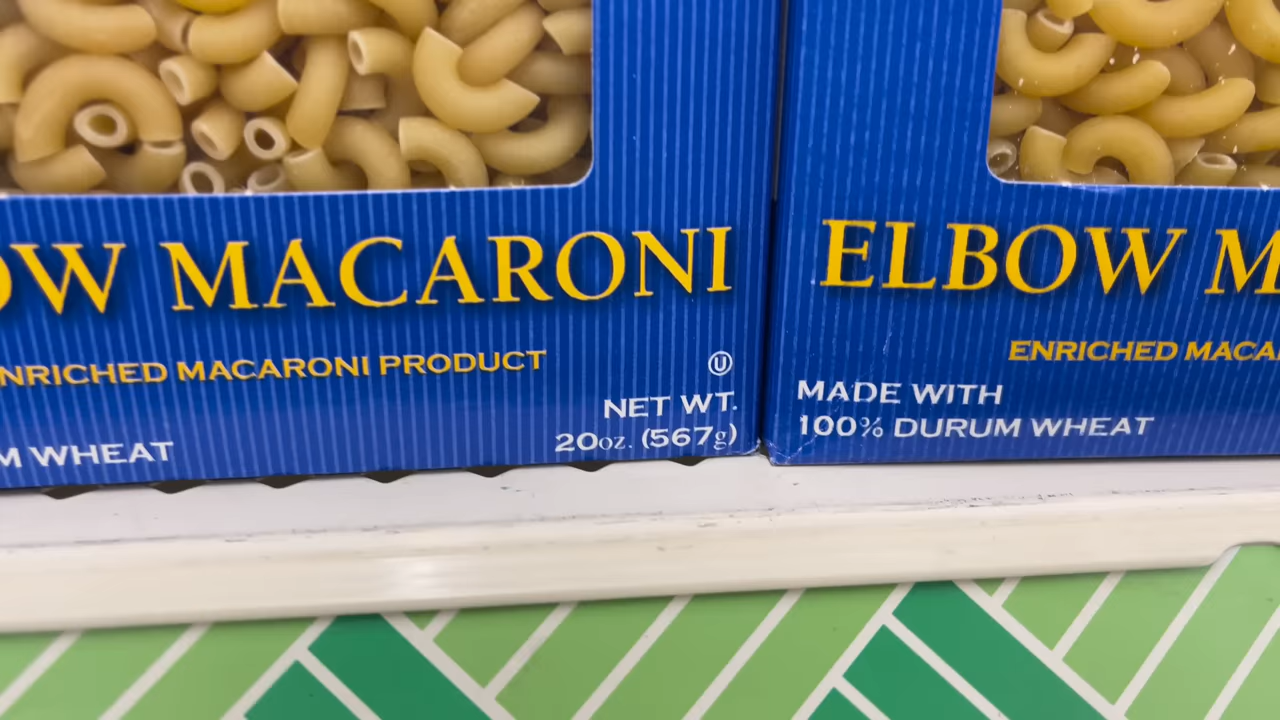 OW MACARONI
NRICHED MACARONI PRODUCT
U
NET WT.
20oz. (567g)
M WHEAT
ELBOW M
ENRICHED MACA
MADE WITH
100% DURUM WHEAT